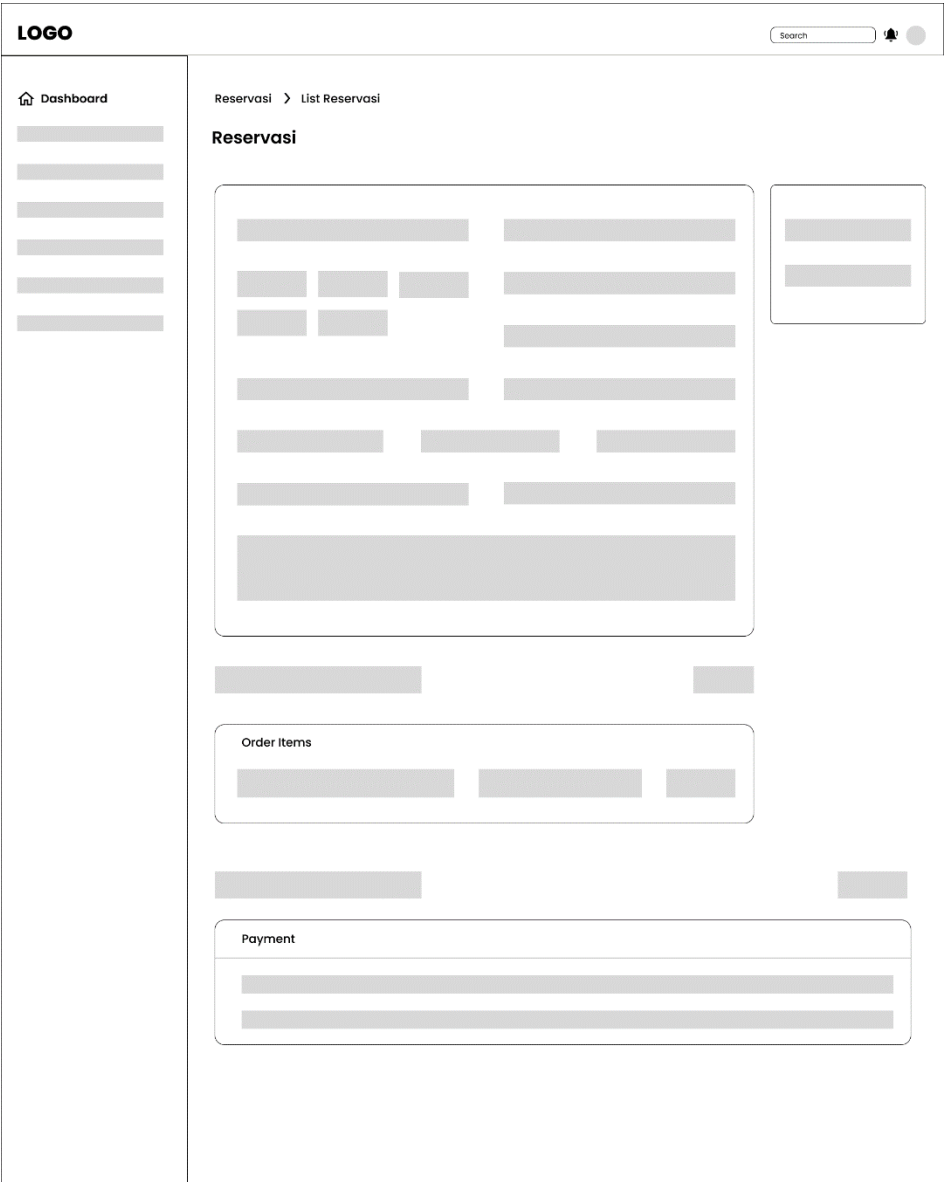 LOGO
Search
Dashboard
Reservasi > List Reservasi
Reservasi
Order Items
Payment